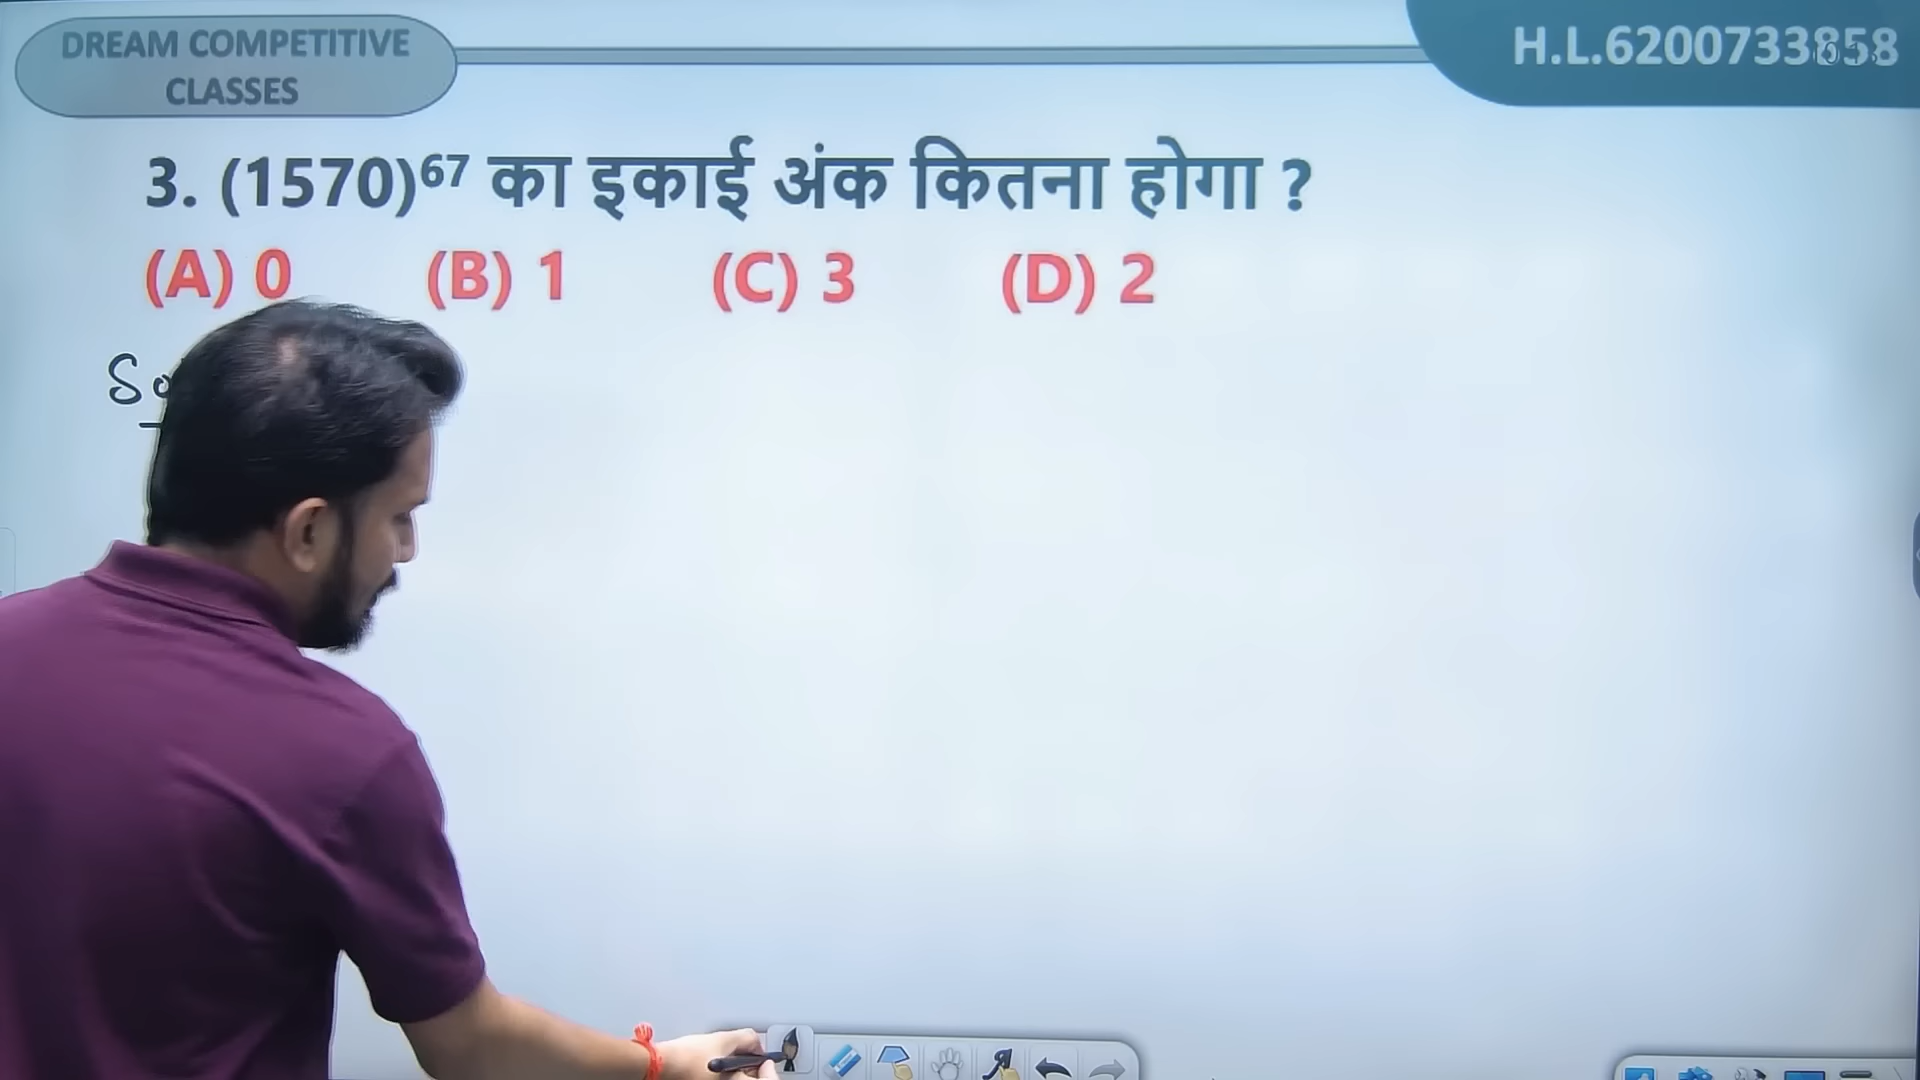 DREAM COMPETITIVE
CLASSES
H.L.6200733858
3. (1570)⁶⁷ का इकाई अंक कितना होगा ?
(A) 0 (B) 1 (C) 3 (D) 2